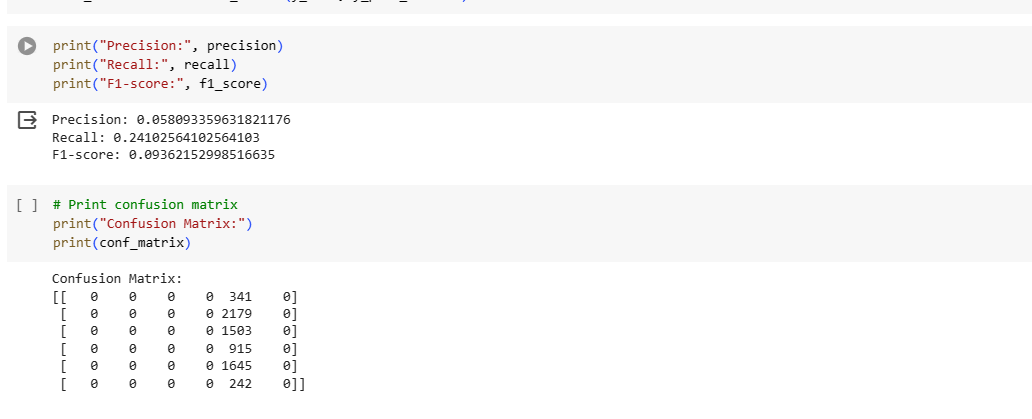 print("Precision:", precision)
print("Recall:", recall)
print("F1-score:", f1_score)
Precision: 0.058093359631821176
Recall: 0.24102564102564103
F1-score: 0.09362152998516635
[ ] # Print confusion matrix
print("Confusion Matrix:")
print(conf_matrix)
Confusion Matrix:
[[   0    0    0    0  341    0]
 [   0    0    0    0 2179    0]
 [   0    0    0    0 1503    0]
 [   0    0    0    0  915    0]
 [   0    0    0    0 1645    0]
 [   0    0    0    0  242    0]]